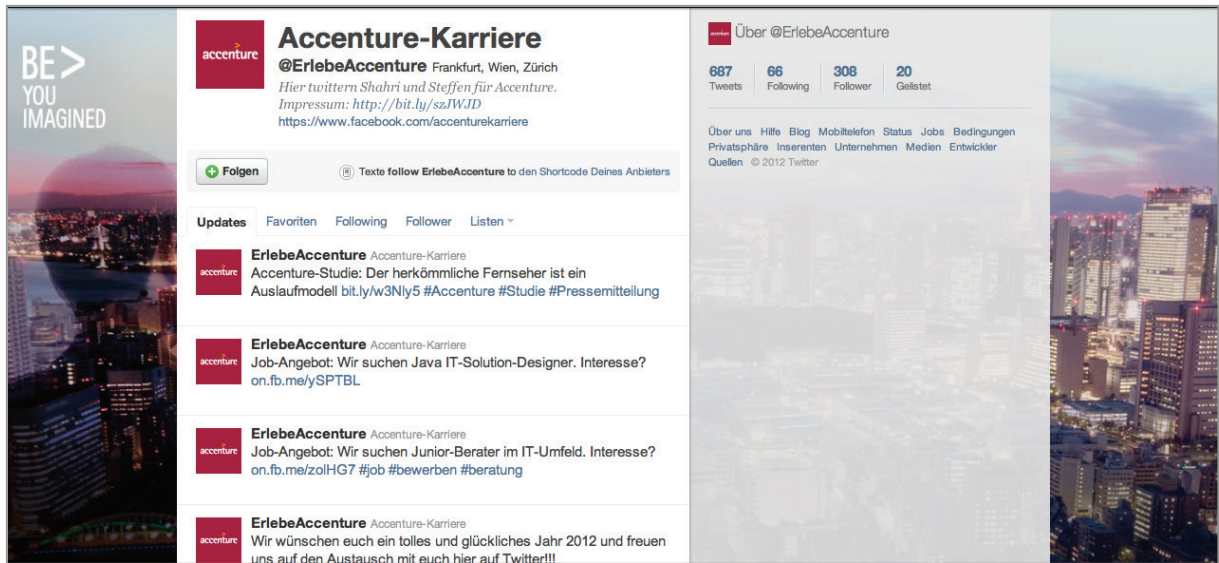 BE >
YOU
IMAGINED
accenture
Accenture-Karriere
@ErlebeAccenture Frankfurt, Wien, Zürich
Hier twittern Shahri und Steffen für Accenture.
Impressum: http://bit.ly/szJWJD
https://www.facebook.com/accenturekarriere
Folgen
Texte follow ErlebeAccenture to den Shortcode Deines Anbieters
Updates Favoriten Following Follower Listen
accenture
ErlebeAccenture Accenture-Karriere
Accenture-Studie: Der herkömmliche Fernseher ist ein
Auslaufmodell bit.ly/w3Nly5 #Accenture #Studie #Pressemitteilung
accenture
ErlebeAccenture Accenture-Karriere
Job-Angebot: Wir suchen Java IT-Solution-Designer. Interesse?
on.fb.me/ySPTBL
accenture
ErlebeAccenture Accenture-Karriere
Job-Angebot: Wir suchen Junior-Berater im IT-Umfeld. Interesse?
on.fb.me/zolHG7 #job #bewerben #beratung
accenture
ErlebeAccenture Accenture-Karriere
Wir wünschen euch ein tolles und glückliches Jahr 2012 und freuen
uns auf den Austausch mit euch hier auf Twitter!!!
accenture Über @ErlebeAccenture
687 66 308 20
Tweets Following Follower Gelistet
Über uns Hilfe Blog Mobiltelefon Status Jobs Bedingungen
Privatsphäre Inserenten Unternehmen Medien Entwickler
Quellen © 2012 Twitter